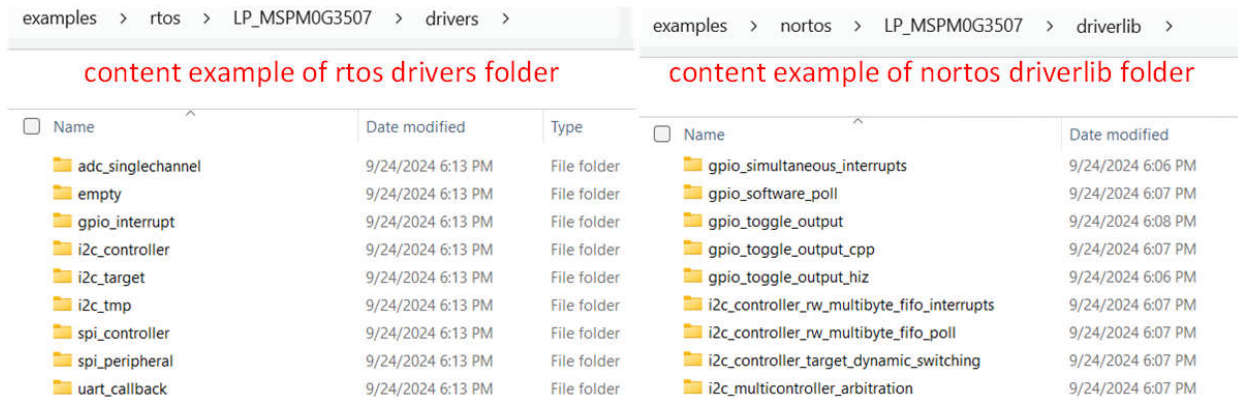 examples > rtos > LP_MSPM0G3507 > drivers >
content example of rtos drivers folder
Name Date modified Type
adc_singlechannel 9/24/2024 6:13 PM File folder
empty 9/24/2024 6:13 PM File folder
gpio_interrupt 9/24/2024 6:13 PM File folder
i2c_controller 9/24/2024 6:13 PM File folder
i2c_target 9/24/2024 6:13 PM File folder
i2c_tmp 9/24/2024 6:13 PM File folder
spi_controller 9/24/2024 6:13 PM File folder
spi_peripheral 9/24/2024 6:13 PM File folder
uart_callback 9/24/2024 6:13 PM File folder
examples > nortos > LP_MSPM0G3507 > driverlib >
content example of nortos driverlib folder
Name Date modified
gpio_simultaneous_interrupts 9/24/2024 6:06 PM
gpio_software_poll 9/24/2024 6:07 PM
gpio_toggle_output 9/24/2024 6:08 PM
gpio_toggle_output_cpp 9/24/2024 6:07 PM
gpio_toggle_output_hiz 9/24/2024 6:06 PM
i2c_controller_rw_multibyte_fifo_interrupts 9/24/2024 6:07 PM
i2c_controller_rw_multibyte_fifo_poll 9/24/2024 6:07 PM
i2c_controller_target_dynamic_switching 9/24/2024 6:07 PM
i2c_multicontroller_arbitration 9/24/2024 6:07 PM